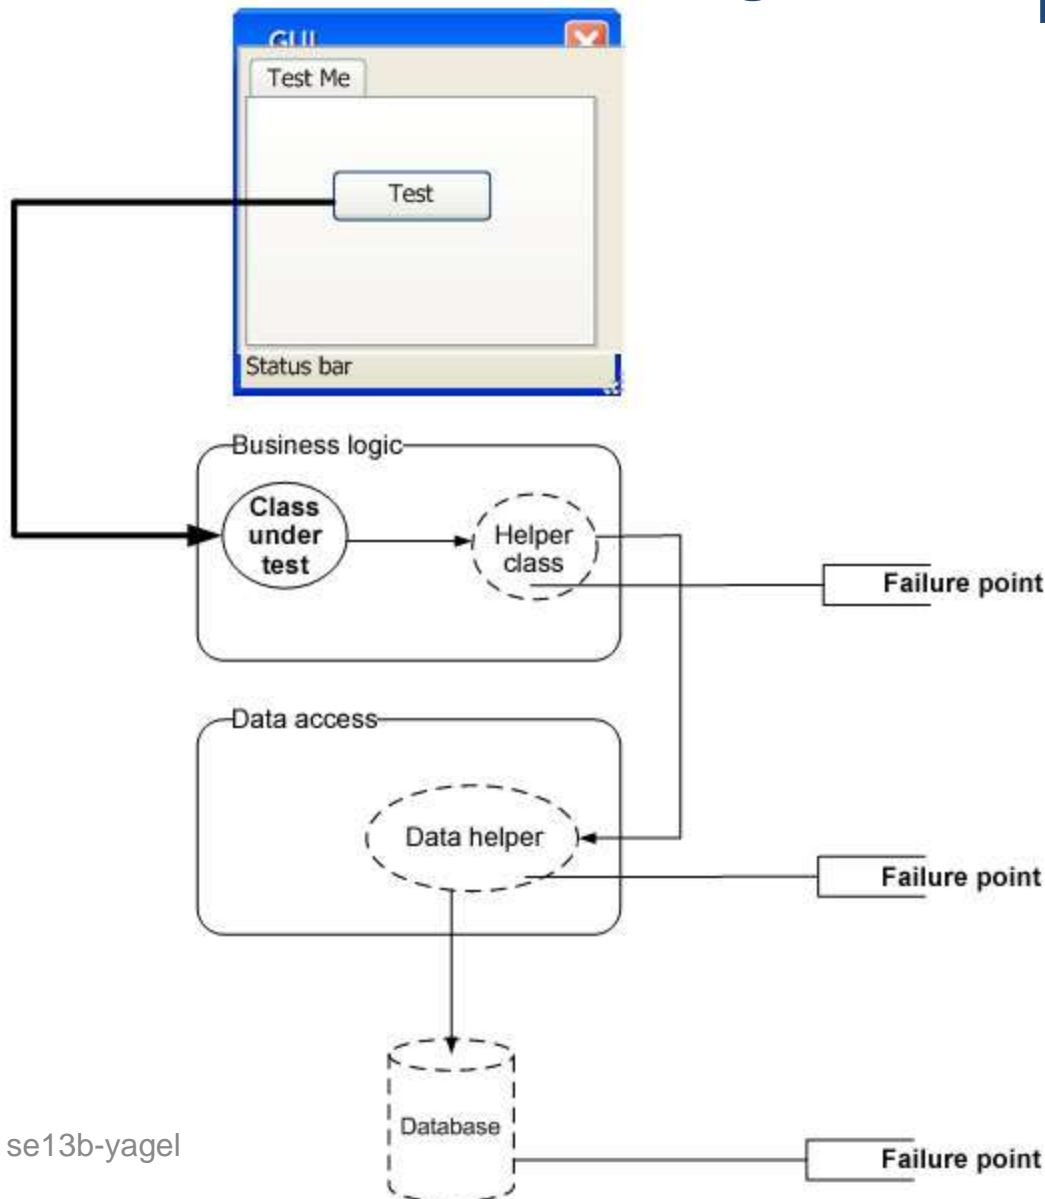 GUI
Test Me
Test
Status bar
Business logic
Class
under
test
Helper
class
Failure point
Data access
Data helper
Failure point
Database
se13b-yagel
Failure point